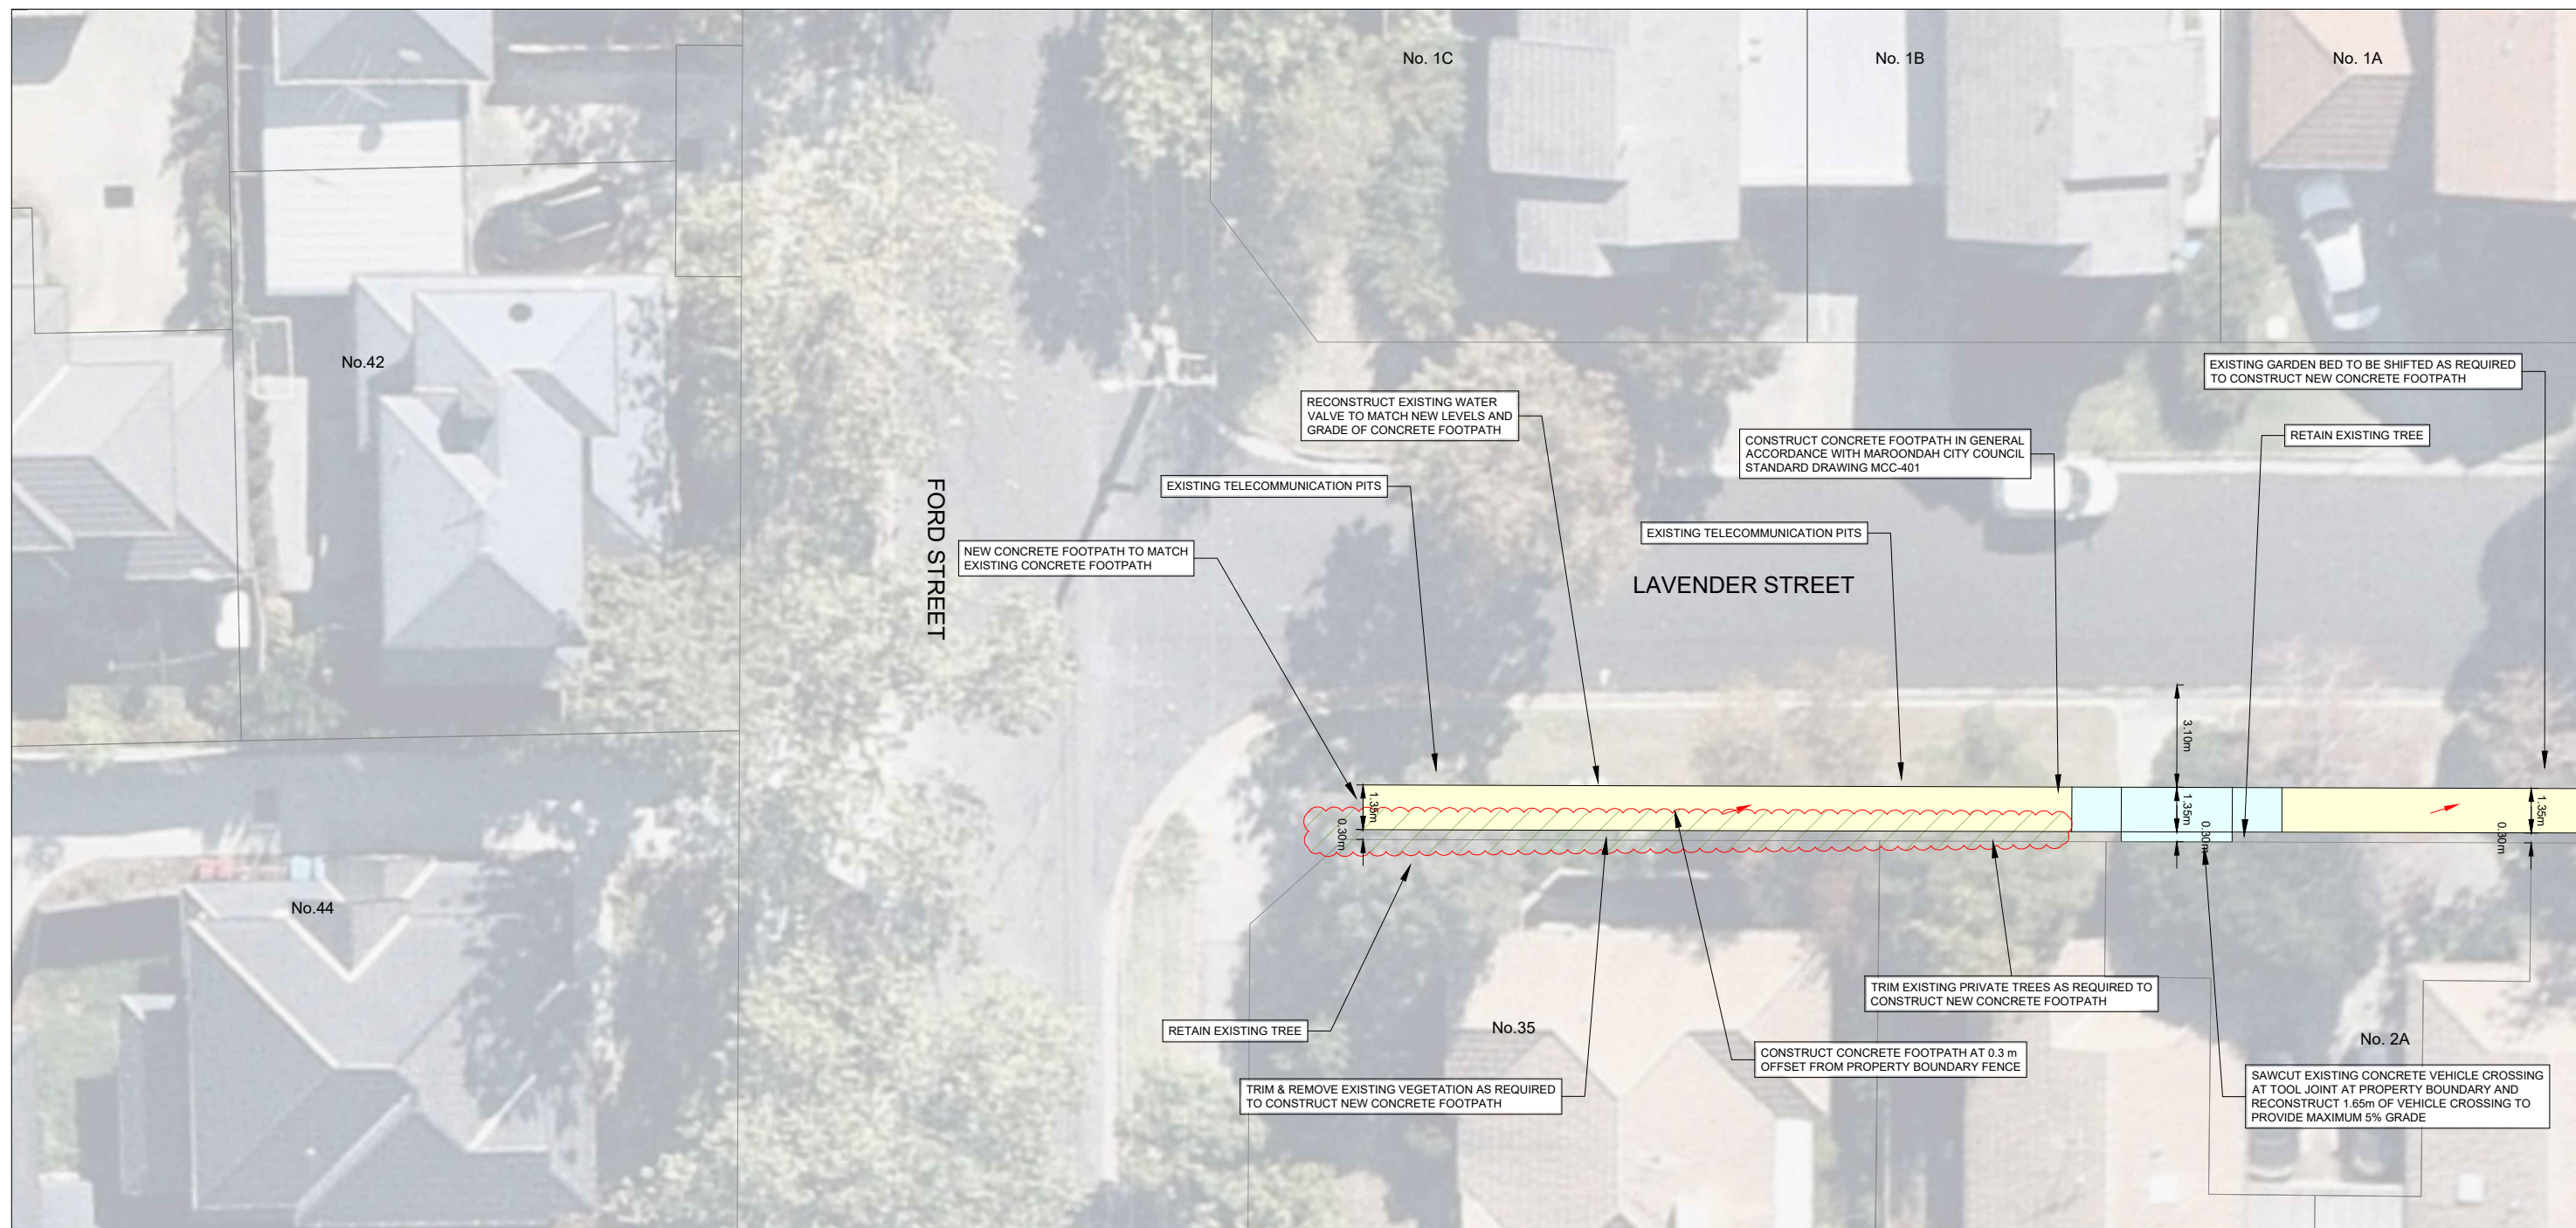 No. 1C
No. 1B
No. 1A
No.42
EXISTING GARDEN BED TO BE SHIFTED AS REQUIRED
TO CONSTRUCT NEW CONCRETE FOOTPATH
RECONSTRUCT EXISTING WATER
VALVE TO MATCH NEW LEVELS AND
GRADE OF CONCRETE FOOTPATH
CONSTRUCT CONCRETE FOOTPATH IN GENERAL
ACCORDANCE WITH MAROONDAH CITY COUNCIL
STANDARD DRAWING MCC-401
RETAIN EXISTING TREE
EXISTING TELECOMMUNICATION PITS
FORD STREET
NEW CONCRETE FOOTPATH TO MATCH
EXISTING CONCRETE FOOTPATH
EXISTING TELECOMMUNICATION PITS
LAVENDER STREET
3.10m
1.35m
0.30m
1.35m
0.30m
1.35m
0.30m
No.44
TRIM EXISTING PRIVATE TREES AS REQUIRED TO
CONSTRUCT NEW CONCRETE FOOTPATH
RETAIN EXISTING TREE
No.35
No. 2A
CONSTRUCT CONCRETE FOOTPATH AT 0.3 m
OFFSET FROM PROPERTY BOUNDARY FENCE
TRIM & REMOVE EXISTING VEGETATION AS REQUIRED
TO CONSTRUCT NEW CONCRETE FOOTPATH
SAWCUT EXISTING CONCRETE VEHICLE CROSSING
AT TOOL JOINT AT PROPERTY BOUNDARY AND
RECONSTRUCT 1.65m OF VEHICLE CROSSING TO
PROVIDE MAXIMUM 5% GRADE